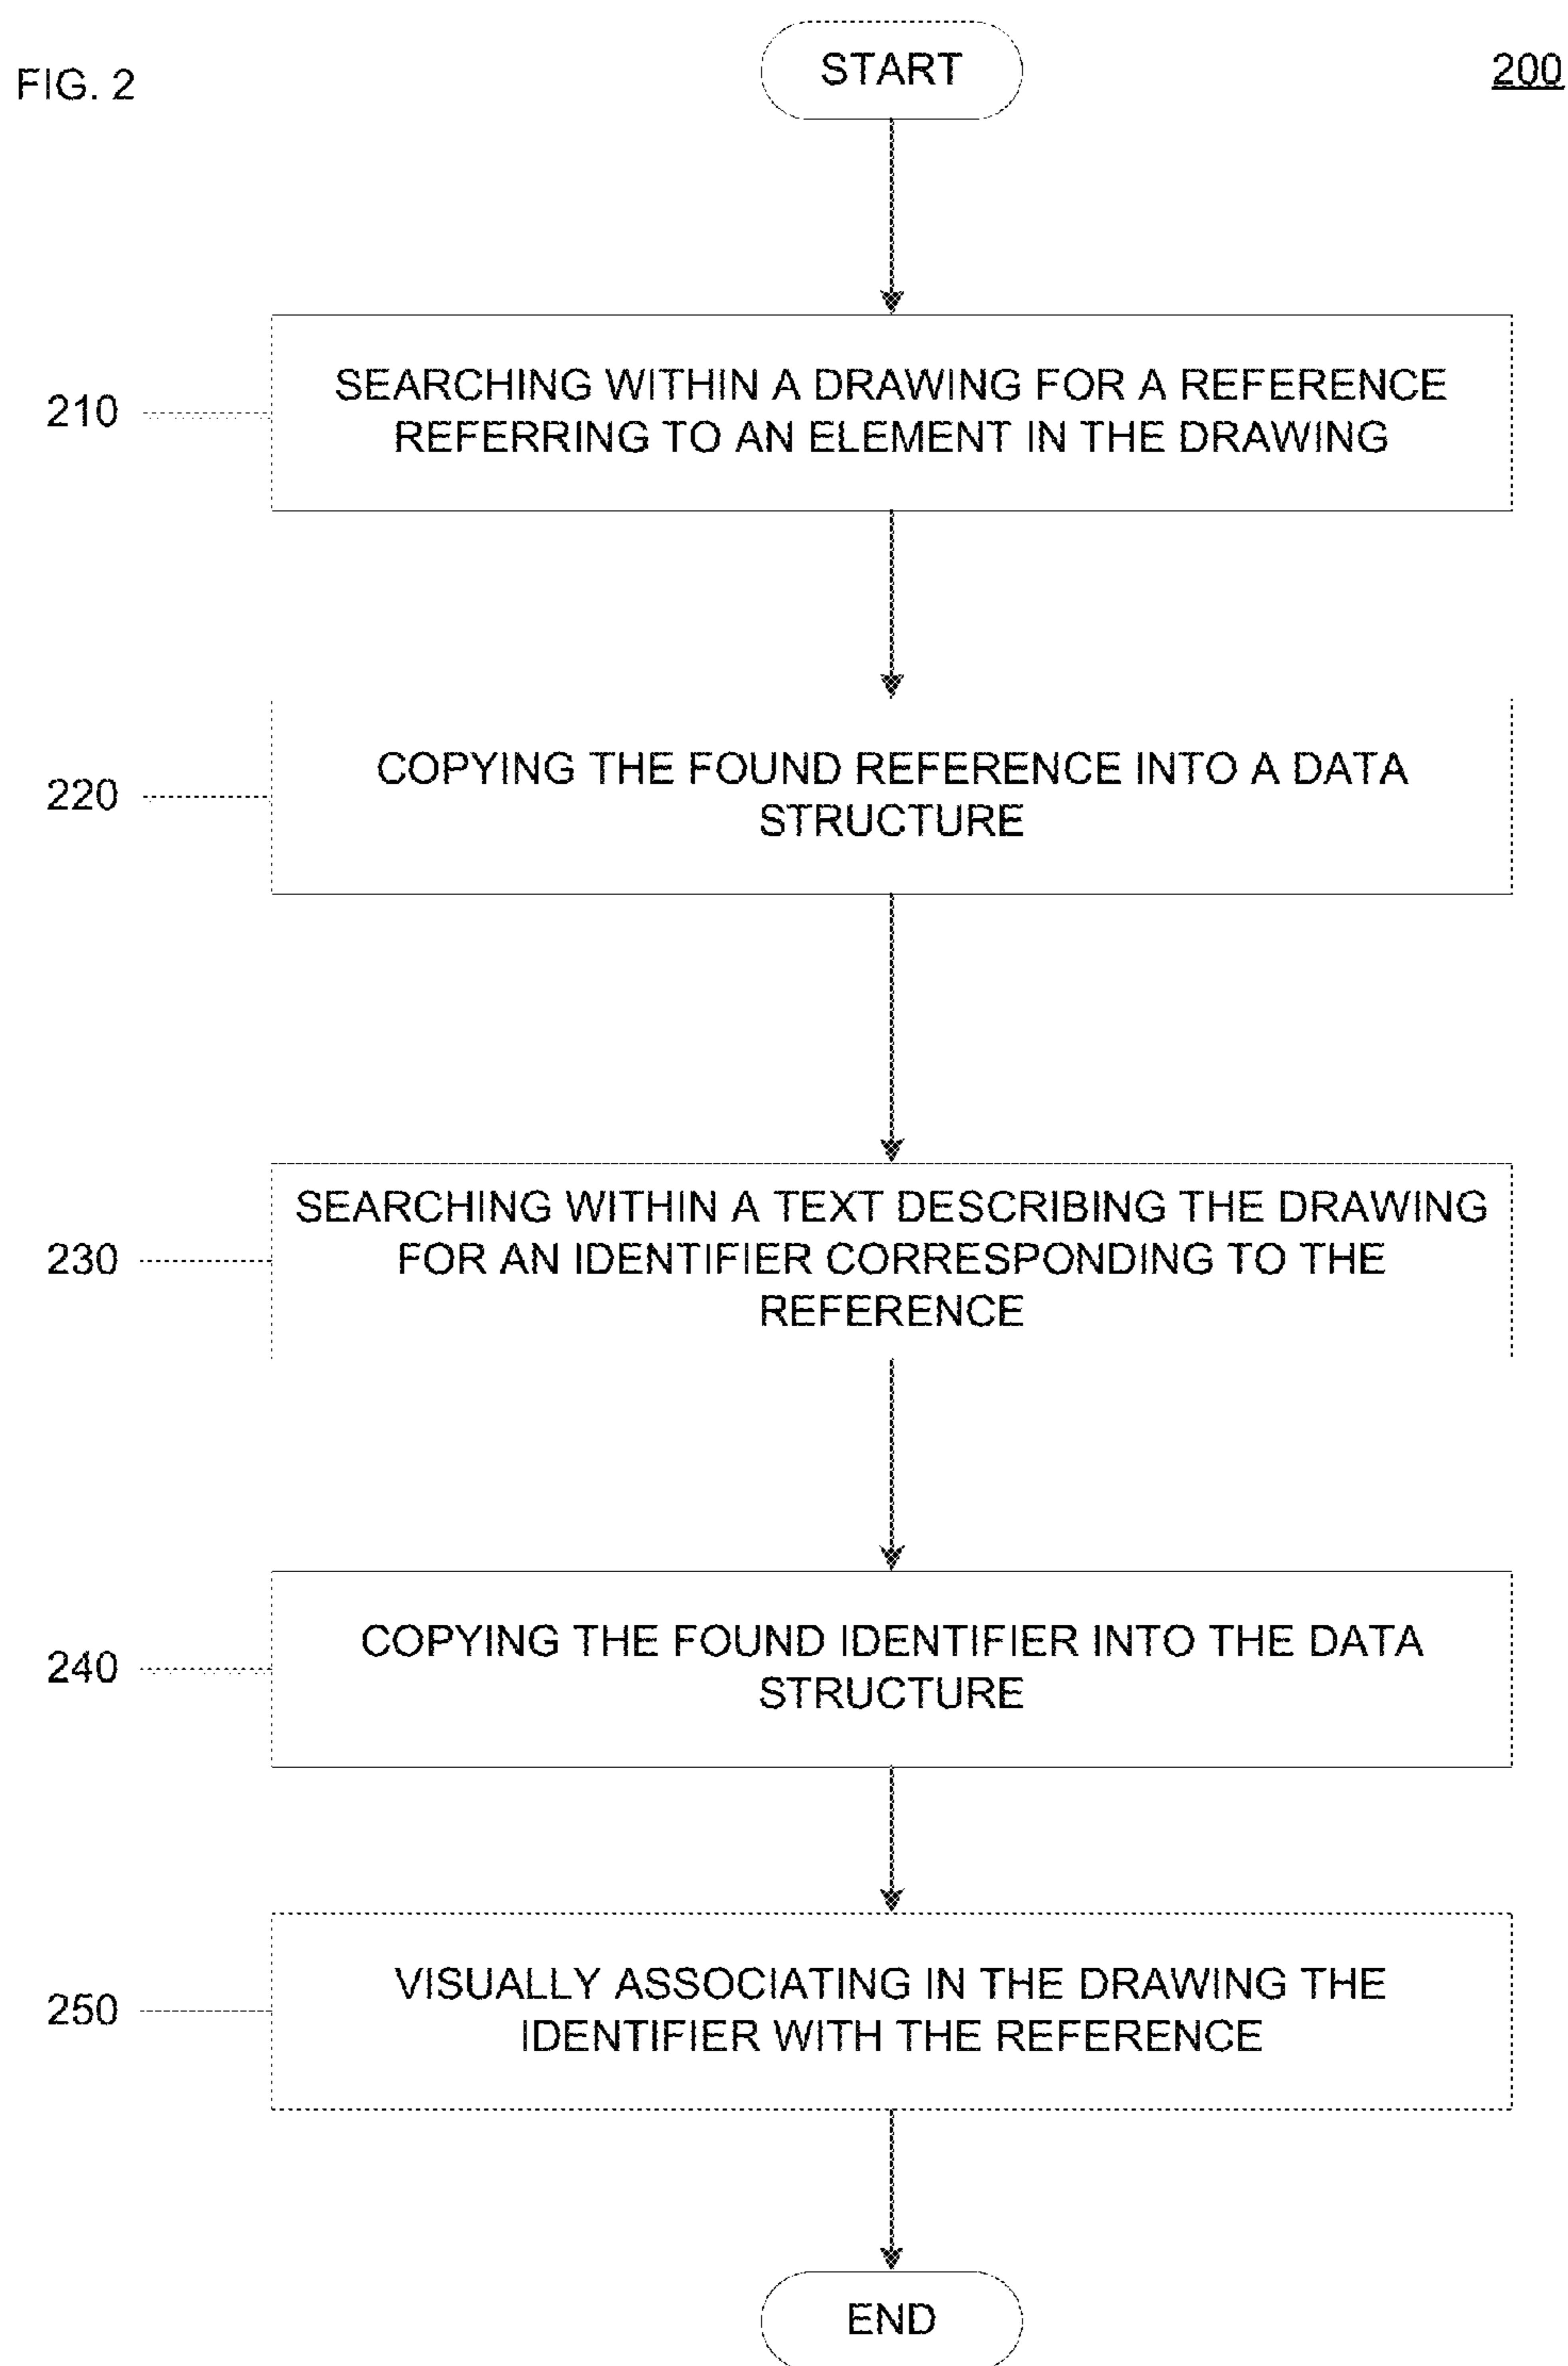 FIG. 2
START
200
210
SEARCHING WITHIN A DRAWING FOR A REFERENCE
REFERRING TO AN ELEMENT IN THE DRAWING
220
COPYING THE FOUND REFERENCE INTO A DATA
STRUCTURE
230
SEARCHING WITHIN A TEXT DESCRIBING THE DRAWING
FOR AN IDENTIFIER CORRESPONDING TO THE
REFERENCE
240
COPYING THE FOUND IDENTIFIER INTO THE DATA
STRUCTURE
250
VISUALLY ASSOCIATING IN THE DRAWING THE
IDENTIFIER WITH THE REFERENCE
END